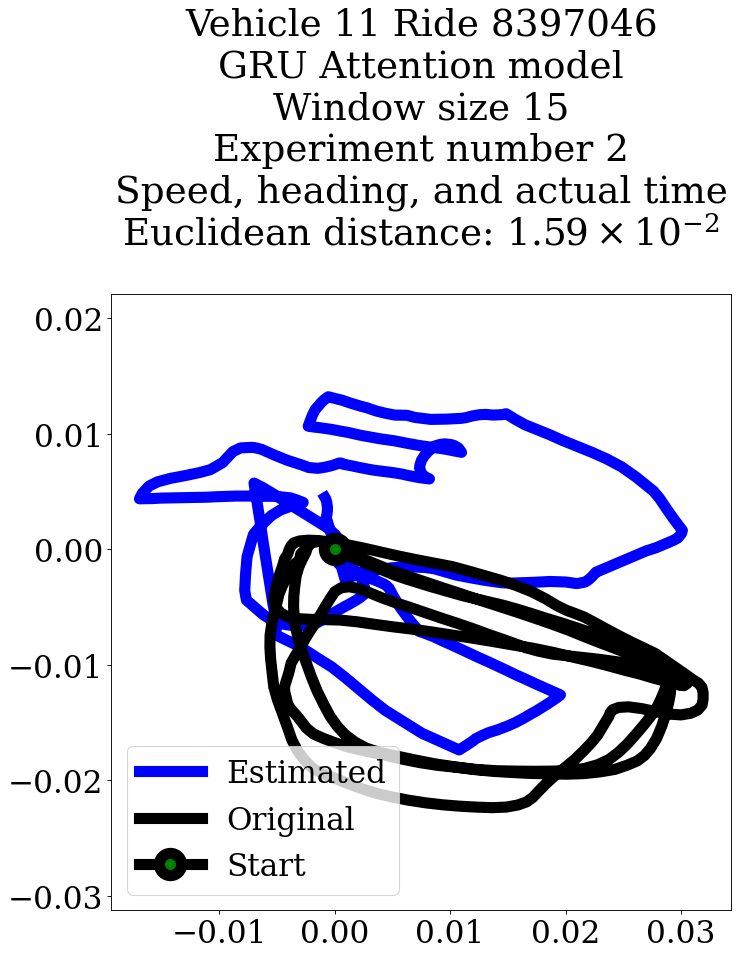 Vehicle 11 Ride 8397046
GRU Attention model
Window size 15
Experiment number 2
Speed, heading, and actual time
Euclidean distance: 1.59 × 10⁻²
0.02
0.01
0.00
−0.01
−0.02
−0.03
Estimated
Original
Start
−0.01 0.00 0.01 0.02 0.03